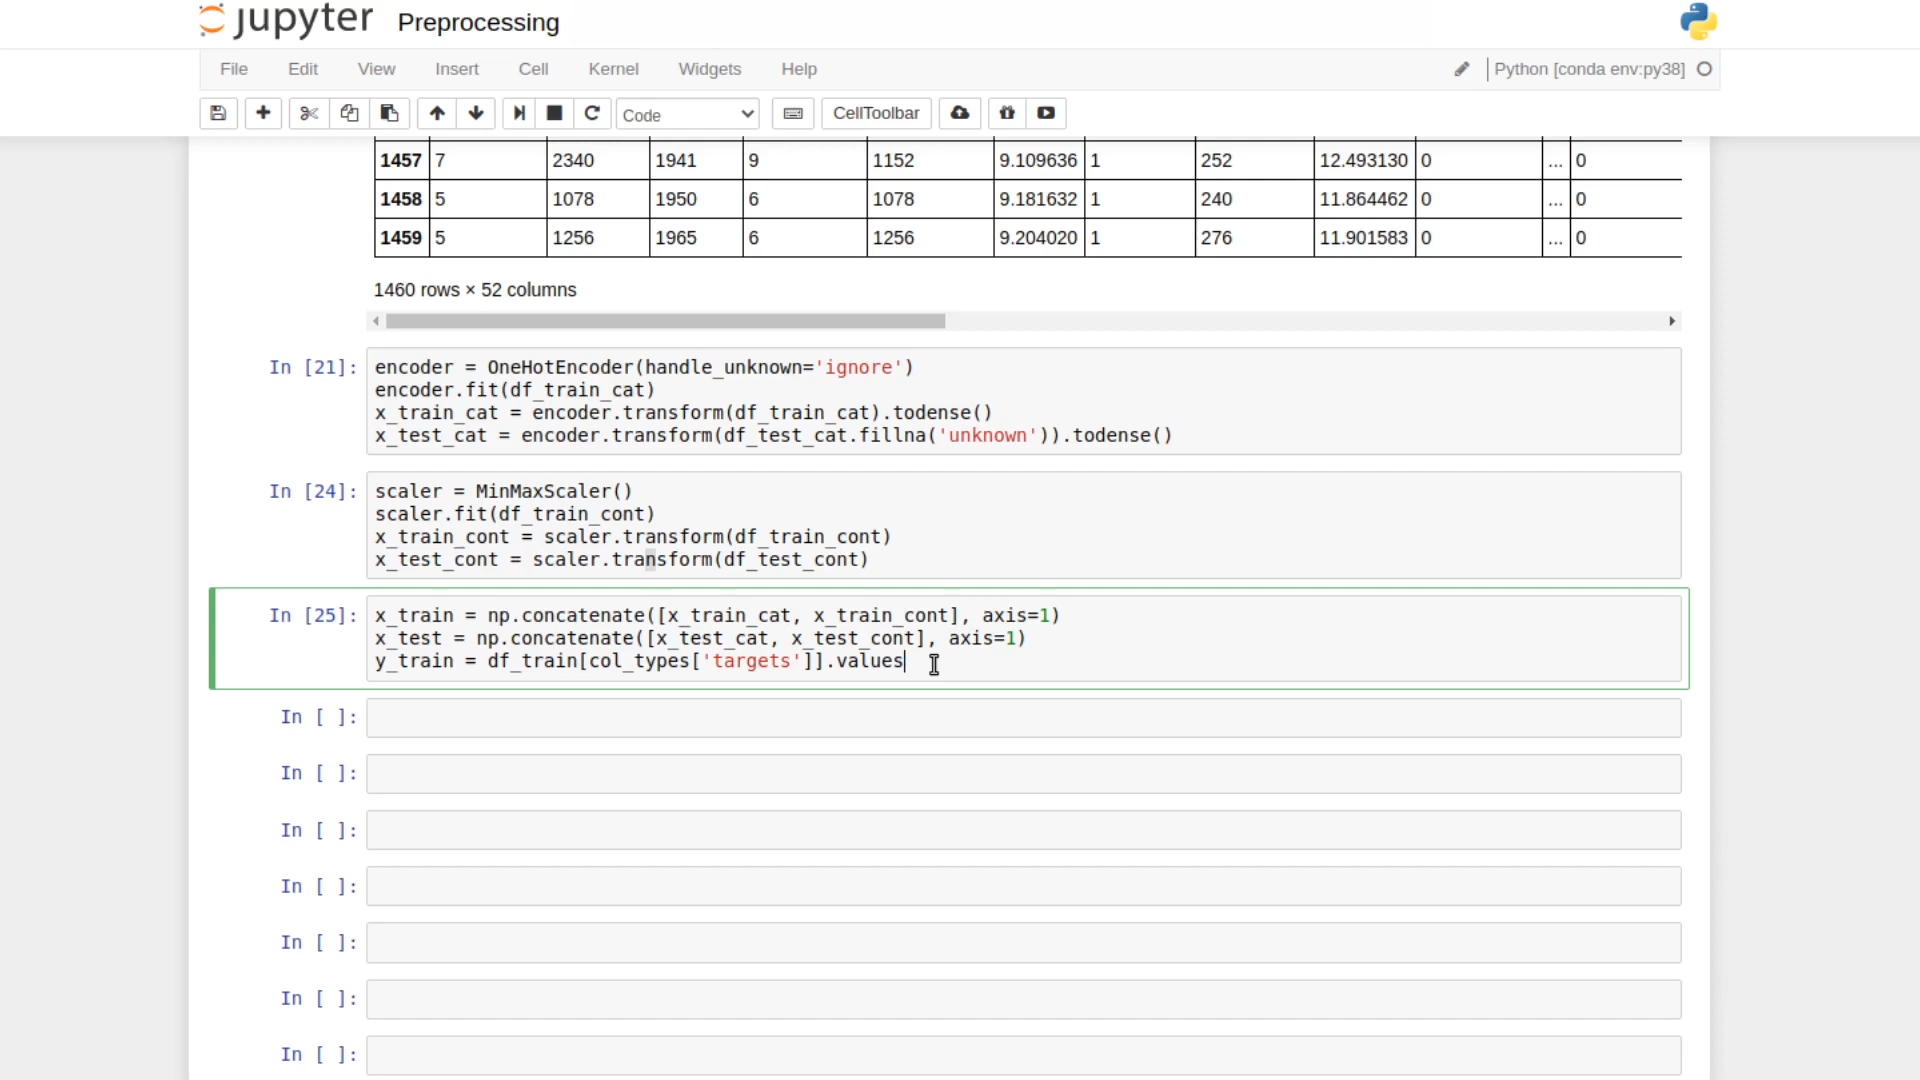 jupyter Preprocessing
File Edit View Insert Cell Kernel Widgets Help Python [conda env:py38]
Code CellToolbar
1457 7 2340 1941 9 1152 9.109636 1 252 12.493130 0 ... 0
1458 5 1078 1950 6 1078 9.181632 1 240 11.864462 0 ... 0
1459 5 1256 1965 6 1256 9.204020 1 276 11.901583 0 ... 0
1460 rows × 52 columns
In [21]: encoder = OneHotEncoder(handle_unknown='ignore')
encoder.fit(df_train_cat)
x_train_cat = encoder.transform(df_train_cat).todense()
x_test_cat = encoder.transform(df_test_cat.fillna('unknown')).todense()
In [24]: scaler = MinMaxScaler()
scaler.fit(df_train_cont)
x_train_cont = scaler.transform(df_train_cont)
x_test_cont = scaler.transform(df_test_cont)
In [25]: x_train = np.concatenate([x_train_cat, x_train_cont], axis=1)
x_test = np.concatenate([x_test_cat, x_test_cont], axis=1)
y_train = df_train[col_types['targets']].values
In [ ]:
In [ ]:
In [ ]:
In [ ]:
In [ ]:
In [ ]:
In [ ]: